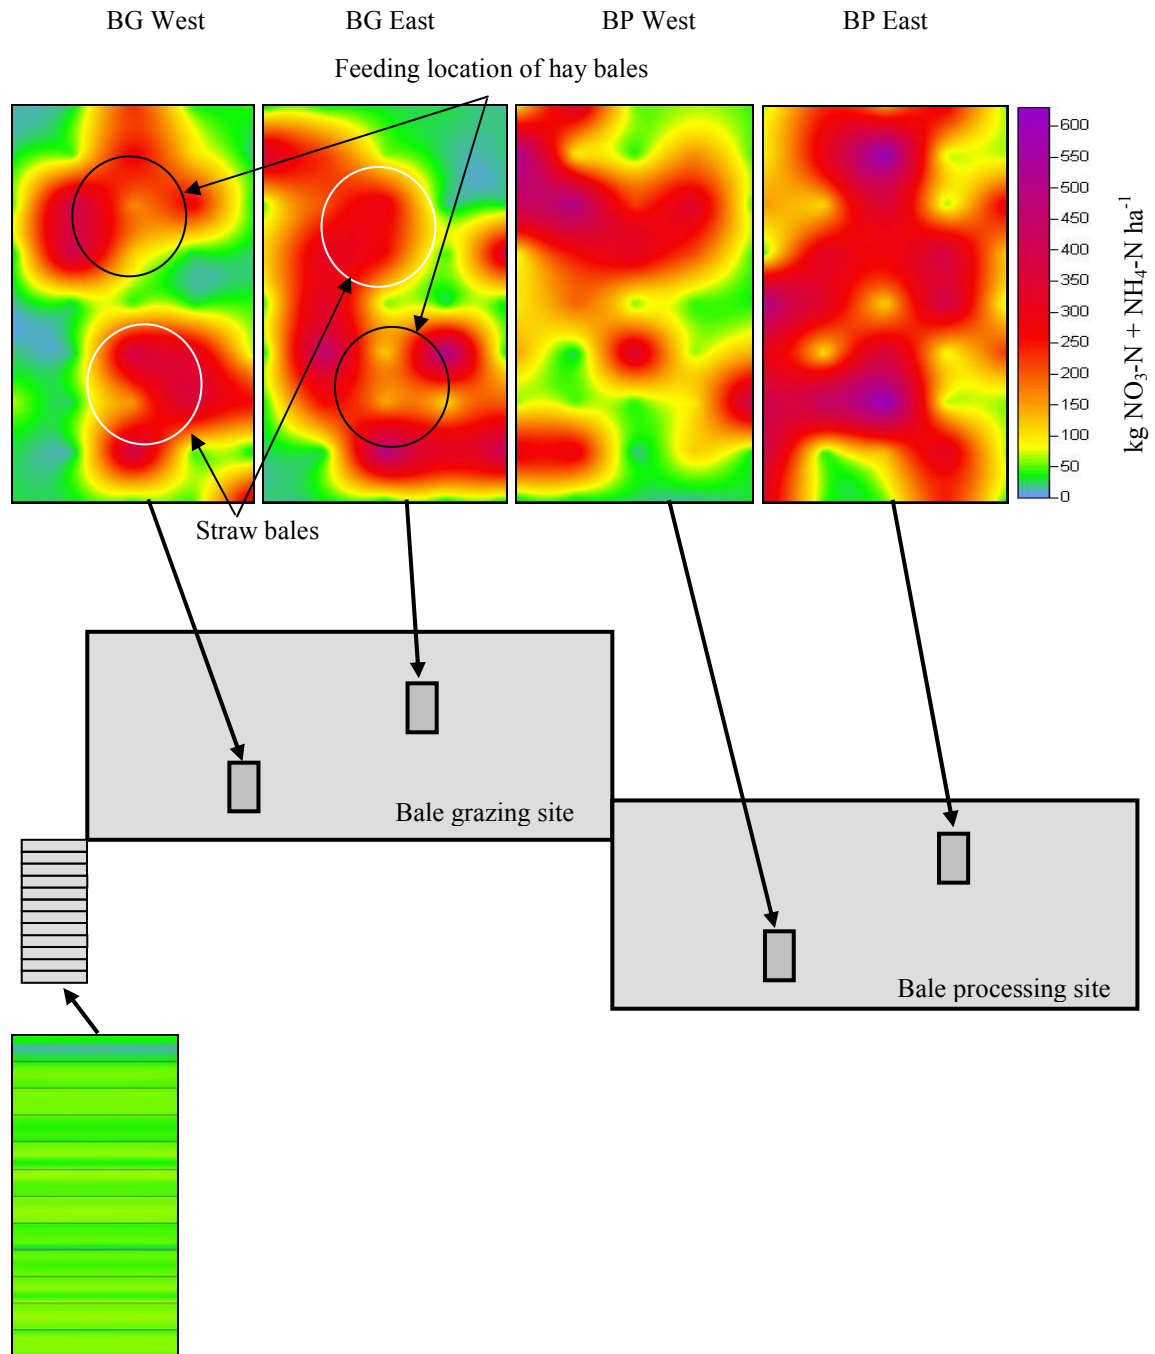 BG West
BG East
BP West
BP East
Feeding location of hay bales
600
550
500
450
400
350
300
250
200
150
100
50
0
kg NO₃-N + NH₄-N ha⁻¹
Straw bales
Bale grazing site
Bale processing site